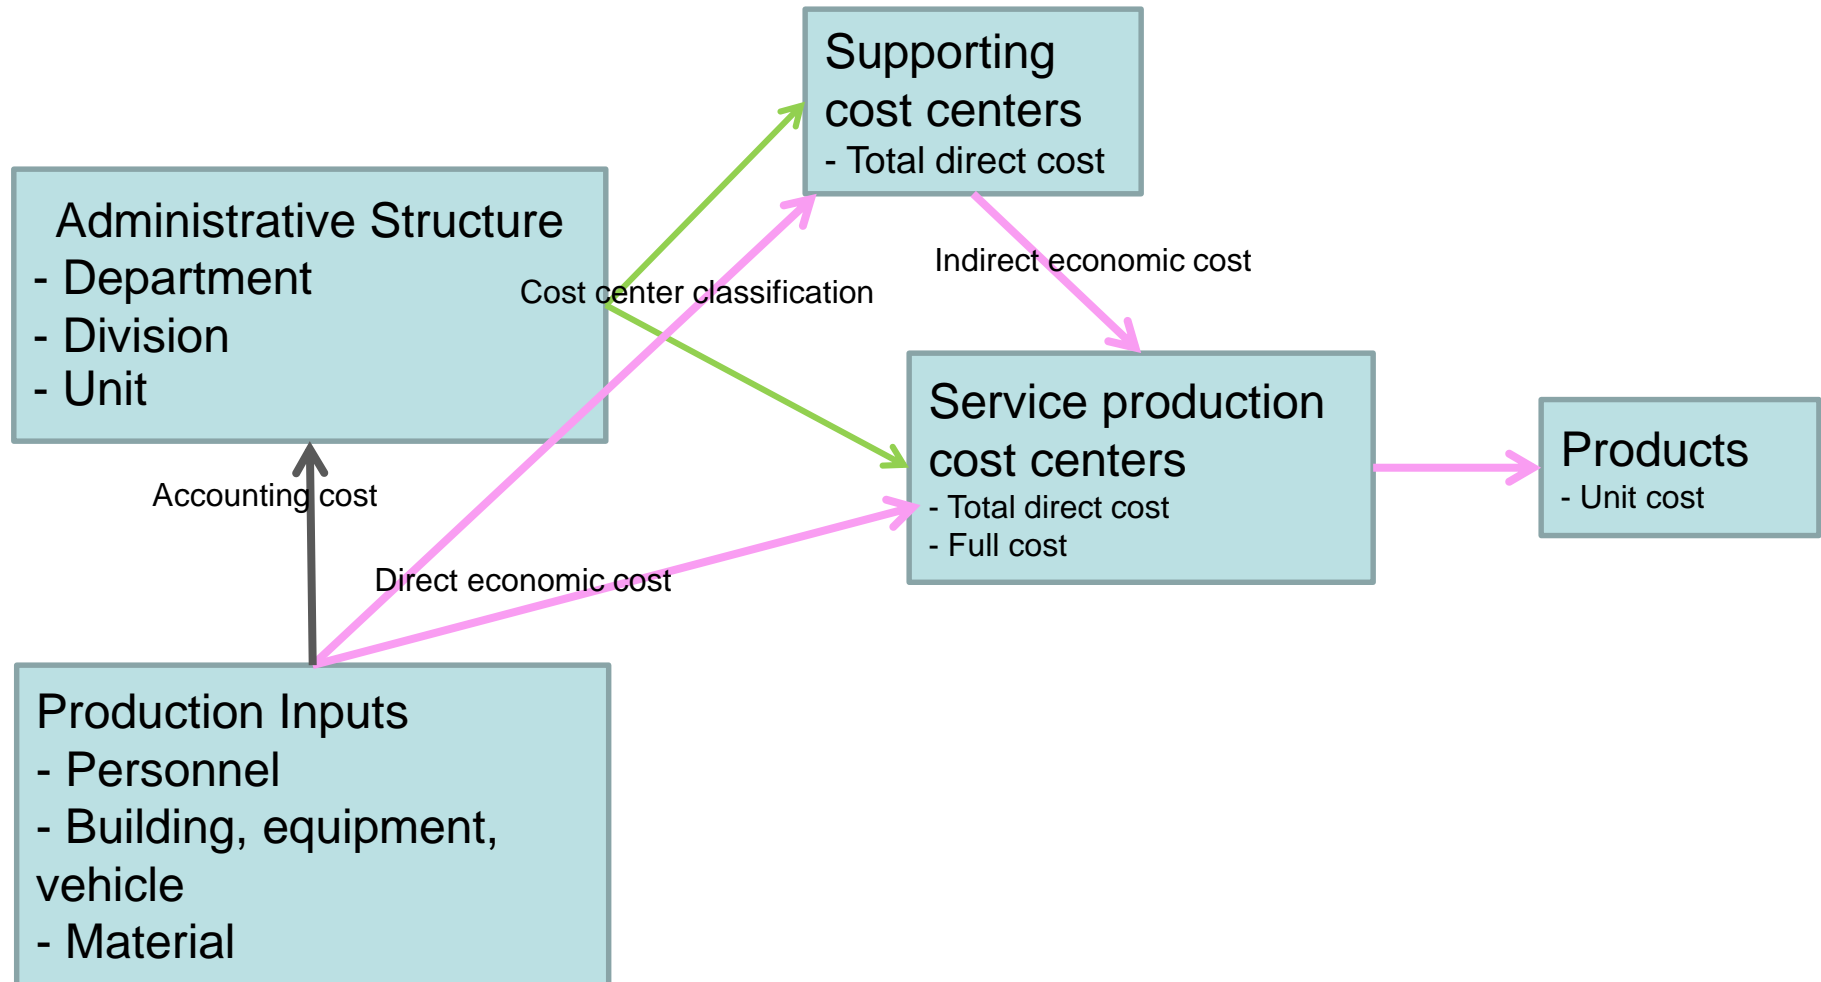 Supporting
cost centers
- Total direct cost
Administrative Structure
- Department
- Division
- Unit
Indirect economic cost
Cost center classification
Service production
cost centers
- Total direct cost
- Full cost
Products
- Unit cost
Accounting cost
Direct economic cost
Production Inputs
- Personnel
- Building, equipment,
vehicle
- Material